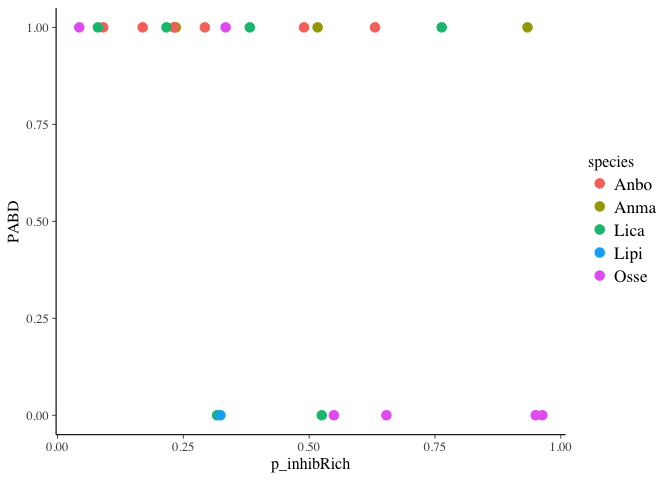 1.00
0.75
0.50
0.25
0.00
PABD
0.00
0.25
0.50
0.75
1.00
p_inhibRich
species
Anbo
Anma
Lica
Lipi
Osse